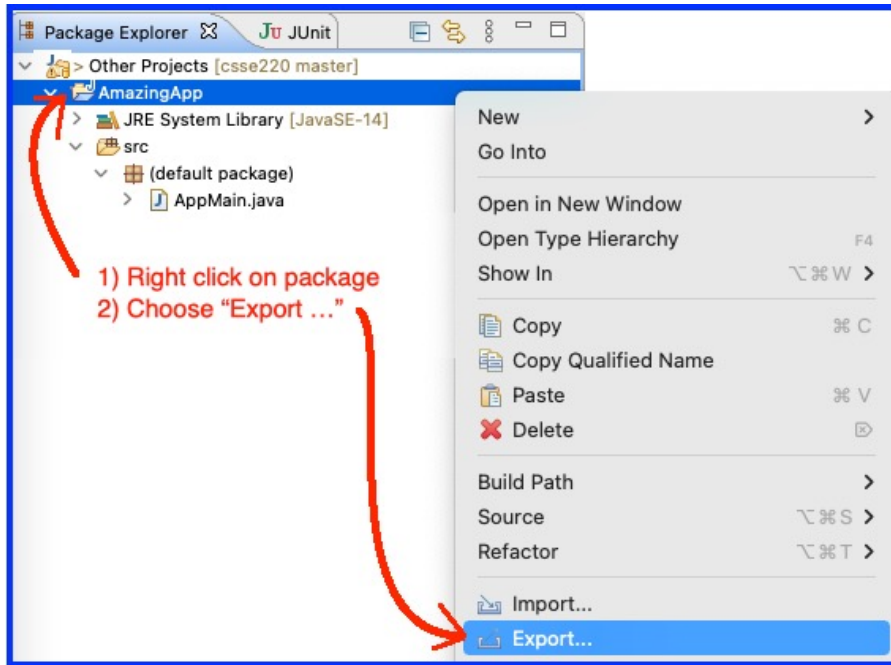 Package Explorer
JUnit
> Other Projects [csse220 master]
AmazingApp
JRE System Library [JavaSE-14]
src
(default package)
AppMain.java
1) Right click on package
2) Choose “Export ...”
New
Go Into
Open in New Window
Open Type Hierarchy F4
Show In ⌥⌘W
Copy ⌘C
Copy Qualified Name
Paste ⌘V
Delete ⌦
Build Path
Source ⌥⌘S
Refactor ⌥⌘T
Import...
Export...